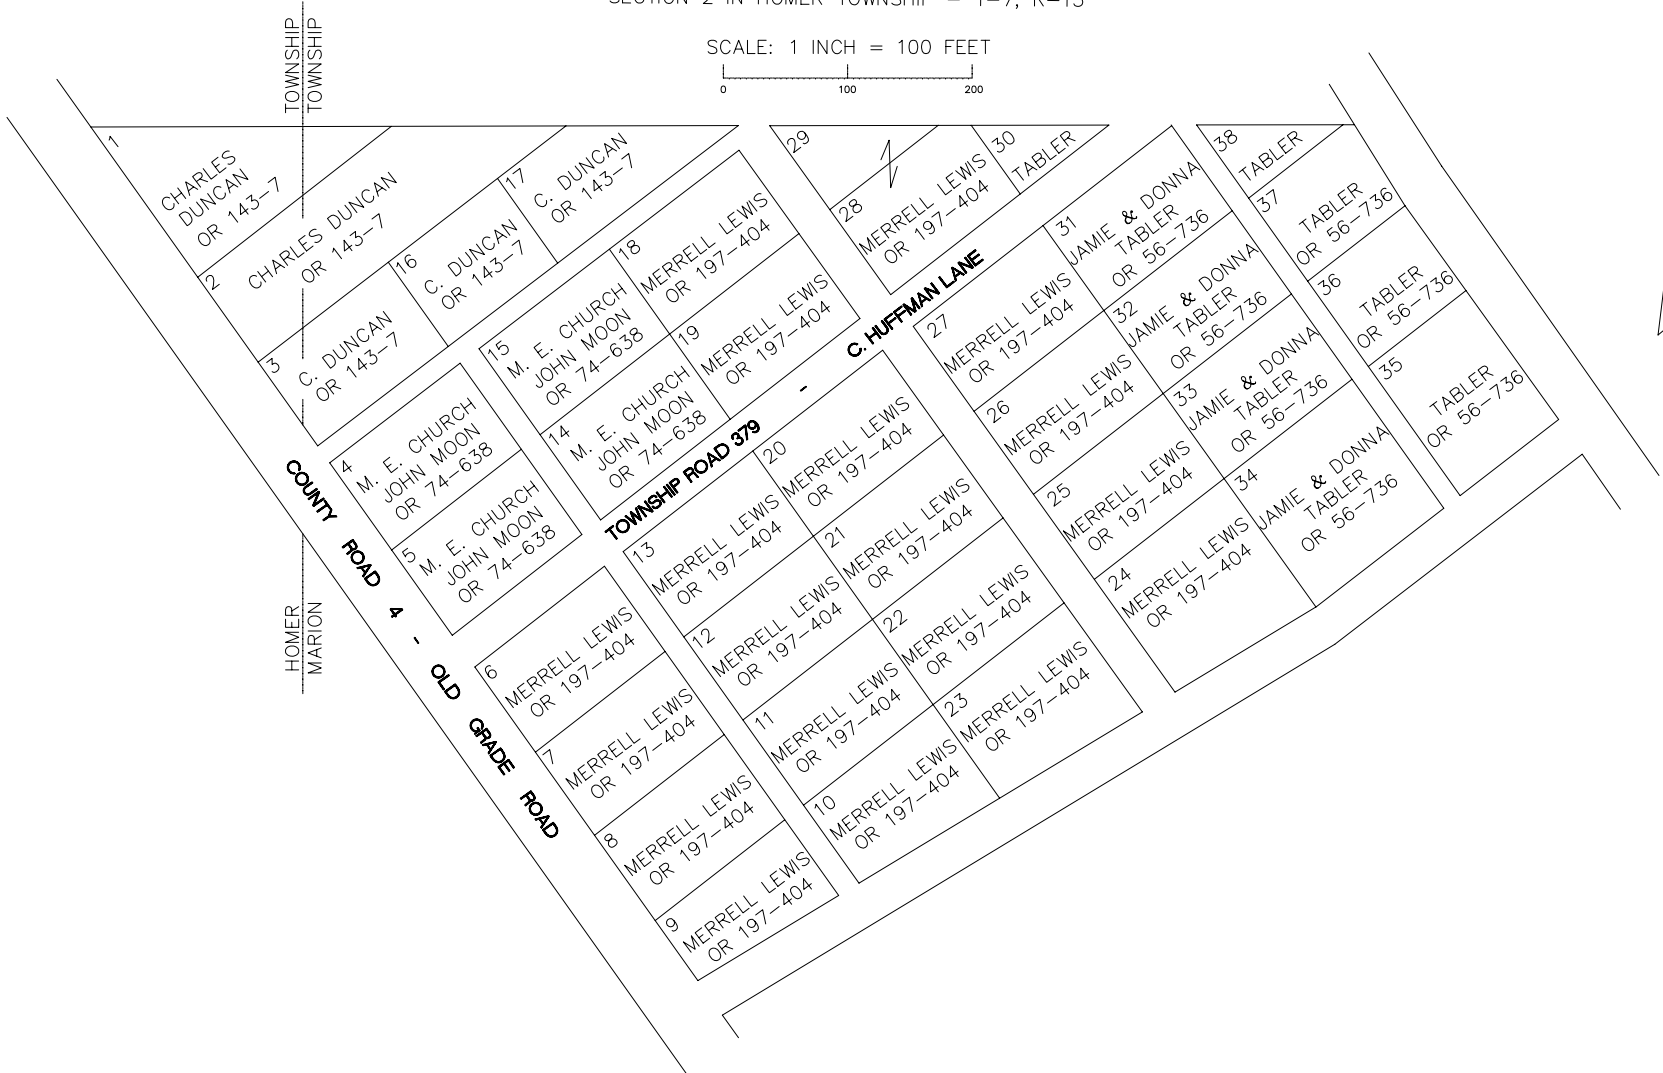 SECTION 2 IN HOMER TOWNSHIP - T-7, R-13
SCALE: 1 INCH = 100 FEET
0 100 200
TOWNSHIP
TOWNSHIP
HOMER
MARION
1
CHARLES
DUNCAN
OR 143-7
2
CHARLES DUNCAN
OR 143-7
3
C. DUNCAN
OR 143-7
16
C. DUNCAN
OR 143-7
17
C. DUNCAN
OR 143-7
4
M. E. CHURCH
JOHN MOON
OR 74-638
5
M. E. CHURCH
JOHN MOON
OR 74-638
15
M. E. CHURCH
JOHN MOON
OR 74-638
14
M. E. CHURCH
JOHN MOON
OR 74-638
18
MERRELL LEWIS
OR 197-404
19
MERRELL LEWIS
OR 197-404
29
28
MERRELL LEWIS
OR 197-404
30
TABLER
COUNTY ROAD 4 - OLD GRADE ROAD
TOWNSHIP ROAD 379 - C. HUFFMAN LANE
6
MERRELL LEWIS
OR 197-404
7
MERRELL LEWIS
OR 197-404
8
MERRELL LEWIS
OR 197-404
9
MERRELL LEWIS
OR 197-404
13
MERRELL LEWIS
OR 197-404
12
MERRELL LEWIS
OR 197-404
11
MERRELL LEWIS
OR 197-404
10
MERRELL LEWIS
OR 197-404
20
MERRELL LEWIS
OR 197-404
21
MERRELL LEWIS
OR 197-404
22
MERRELL LEWIS
OR 197-404
23
MERRELL LEWIS
OR 197-404
27
MERRELL LEWIS
OR 197-404
26
MERRELL LEWIS
OR 197-404
25
MERRELL LEWIS
OR 197-404
24
MERRELL LEWIS
OR 197-404
31
JAMIE & DONNA
TABLER
OR 56-736
32
JAMIE & DONNA
TABLER
OR 56-736
33
JAMIE & DONNA
TABLER
OR 56-736
34
JAMIE & DONNA
TABLER
OR 56-736
38
TABLER
37
TABLER
OR 56-736
36
TABLER
OR 56-736
35
TABLER
OR 56-736